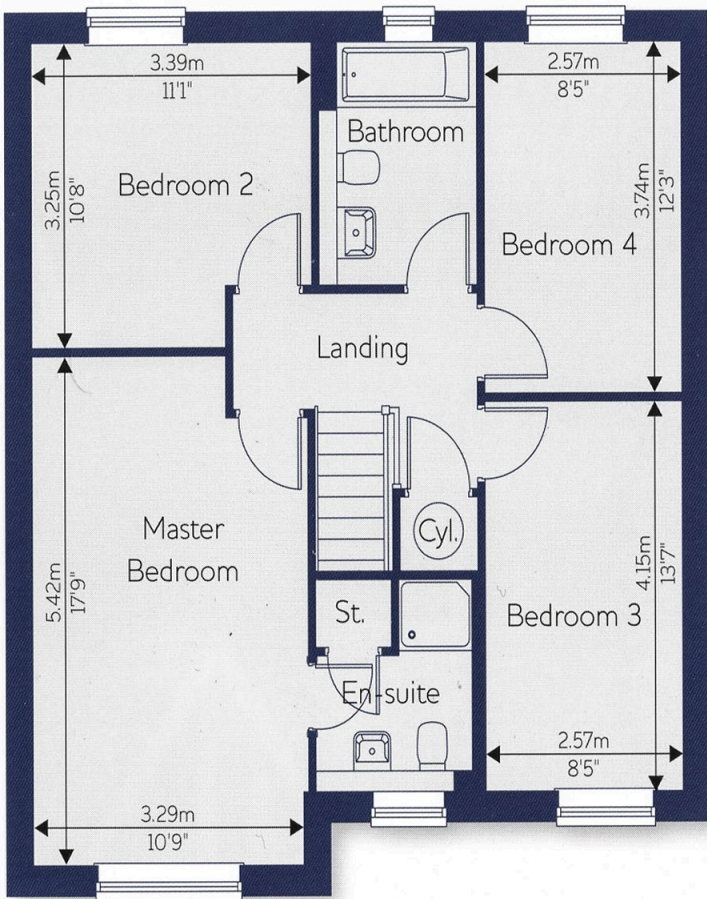 3.39m
11'1"
3.25m
10'8"
Bedroom 2
Bathroom
2.57m
8'5"
3.74m
12'3"
Bedroom 4
Landing
Master
Bedroom
5.42m
17'9"
3.29m
10'9"
Cyl.
St.
En-suite
4.15m
13'7"
Bedroom 3
2.57m
8'5"